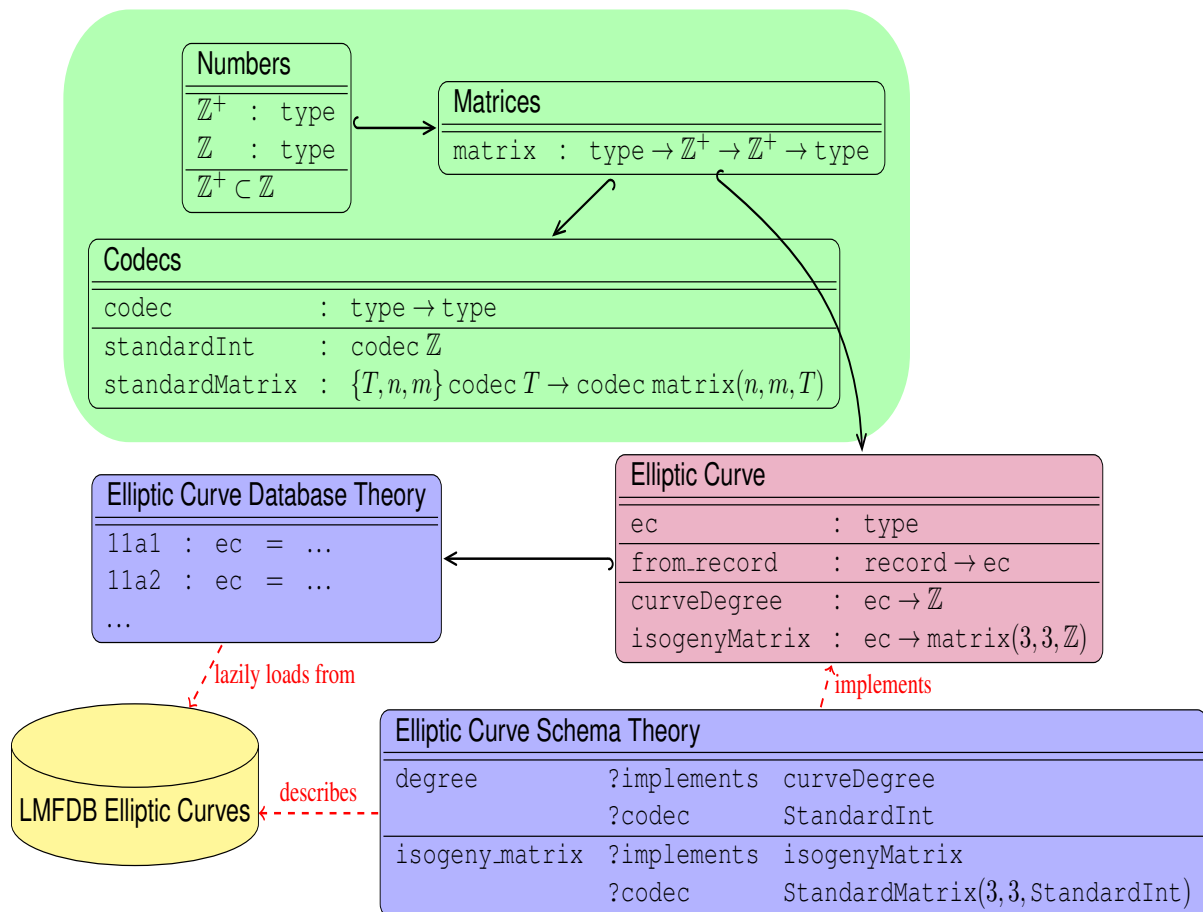 Numbers
ℤ⁺ : type
ℤ : type
ℤ⁺ ⊂ ℤ
Matrices
matrix : type → ℤ⁺ → ℤ⁺ → type
Codecs
codec : type → type
standardInt : codec ℤ
standardMatrix : {T, n, m} codec T → codec matrix(n, m, T)
Elliptic Curve Database Theory
11a1 : ec = ...
11a2 : ec = ...
...
Elliptic Curve
ec : type
from_record : record → ec
curveDegree : ec → ℤ
isogenyMatrix : ec → matrix(3, 3, ℤ)
lazily loads from
implements
LMFDB Elliptic Curves
describes
Elliptic Curve Schema Theory
degree ?implements curveDegree
?codec StandardInt
isogeny_matrix ?implements isogenyMatrix
?codec StandardMatrix(3, 3, StandardInt)